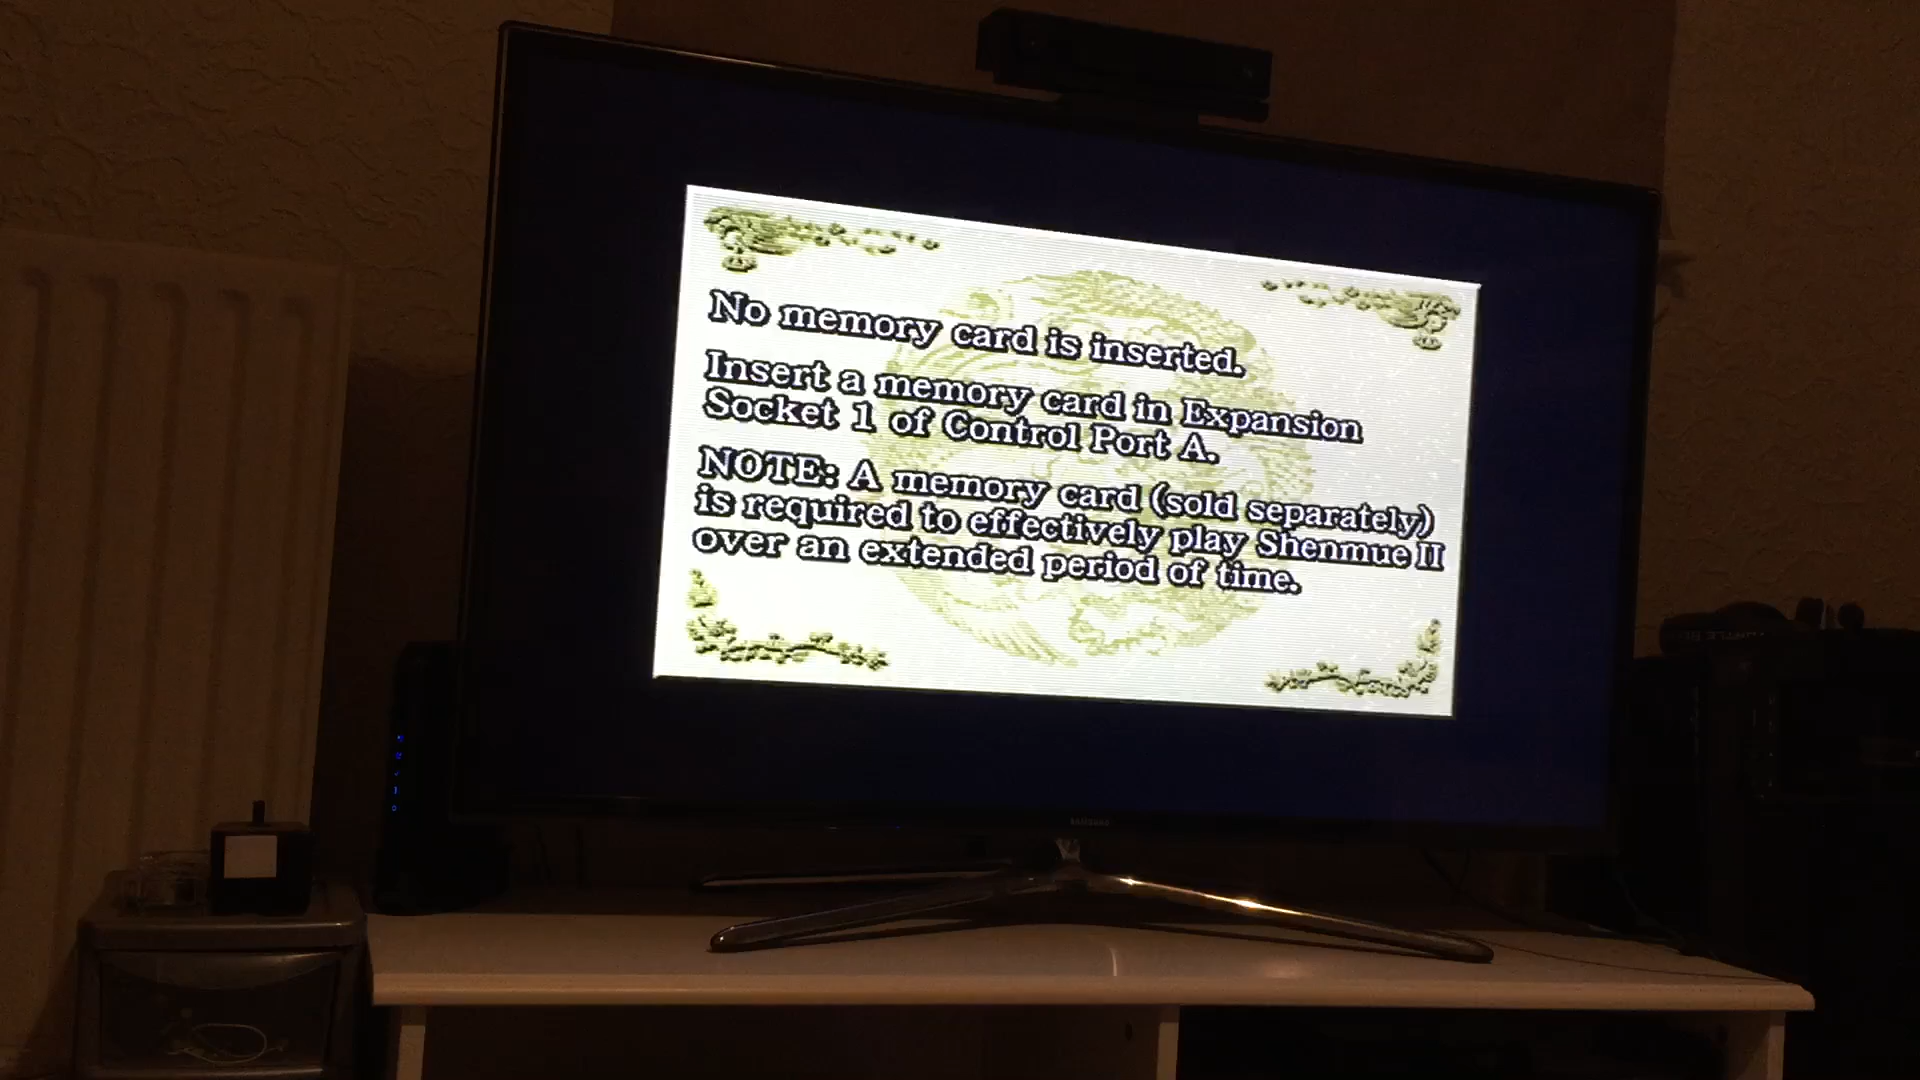 No memory card is inserted.
Insert a memory card in Expansion
Socket 1 of Control Port A.
NOTE: A memory card (sold separately)
is required to effectively play Shenmue II
over an extended period of time.
SAMSUNG